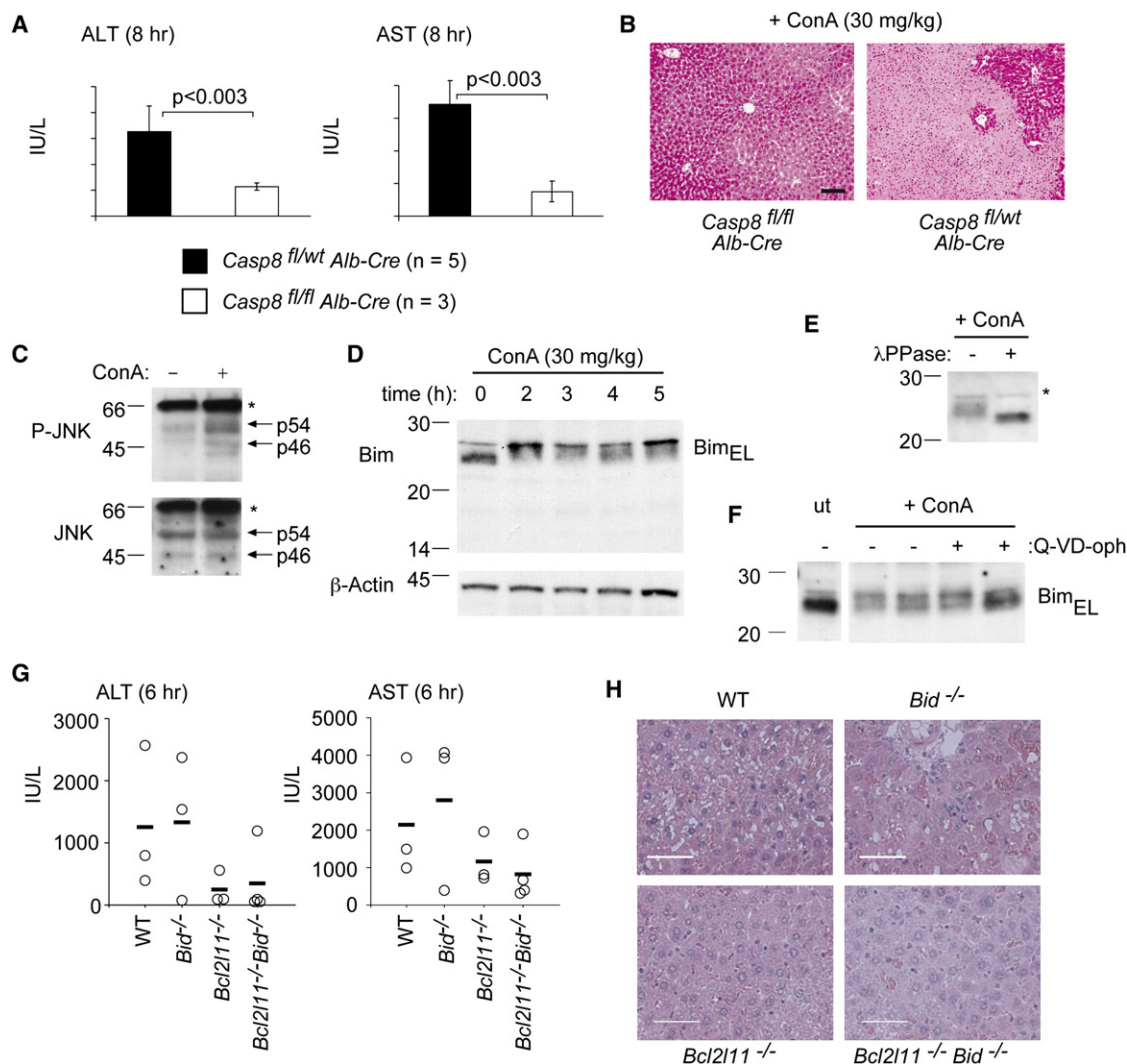 A
ALT (8 hr)
AST (8 hr)
IU/L
p<0.003
IU/L
p<0.003
Casp8 fl/wt Alb-Cre (n = 5)
Casp8 fl/fl Alb-Cre (n = 3)
B
+ ConA (30 mg/kg)
Casp8 fl/fl
Alb-Cre
Casp8 fl/wt
Alb-Cre
C
ConA: – +
P-JNK
66
*
p54
45
p46
JNK
66
*
p54
45
p46
D
ConA (30 mg/kg)
time (h): 0 2 3 4 5
30
Bim
BimEL
20
14
β-Actin
45
E
+ ConA
λPPase: - +
30
*
20
F
ut
+ ConA
- - - + + :Q-VD-oph
30
BimEL
20
G
ALT (6 hr)
IU/L
3000
2000
1000
0
WT
Bid-/-
Bcl2l11-/-
Bcl2l11-/-Bid-/-
AST (6 hr)
IU/L
5000
4000
3000
2000
1000
0
WT
Bid-/-
Bcl2l11-/-
Bcl2l11-/-Bid-/-
H
WT
Bid -/-
Bcl2l11 -/-
Bcl2l11 -/- Bid -/-